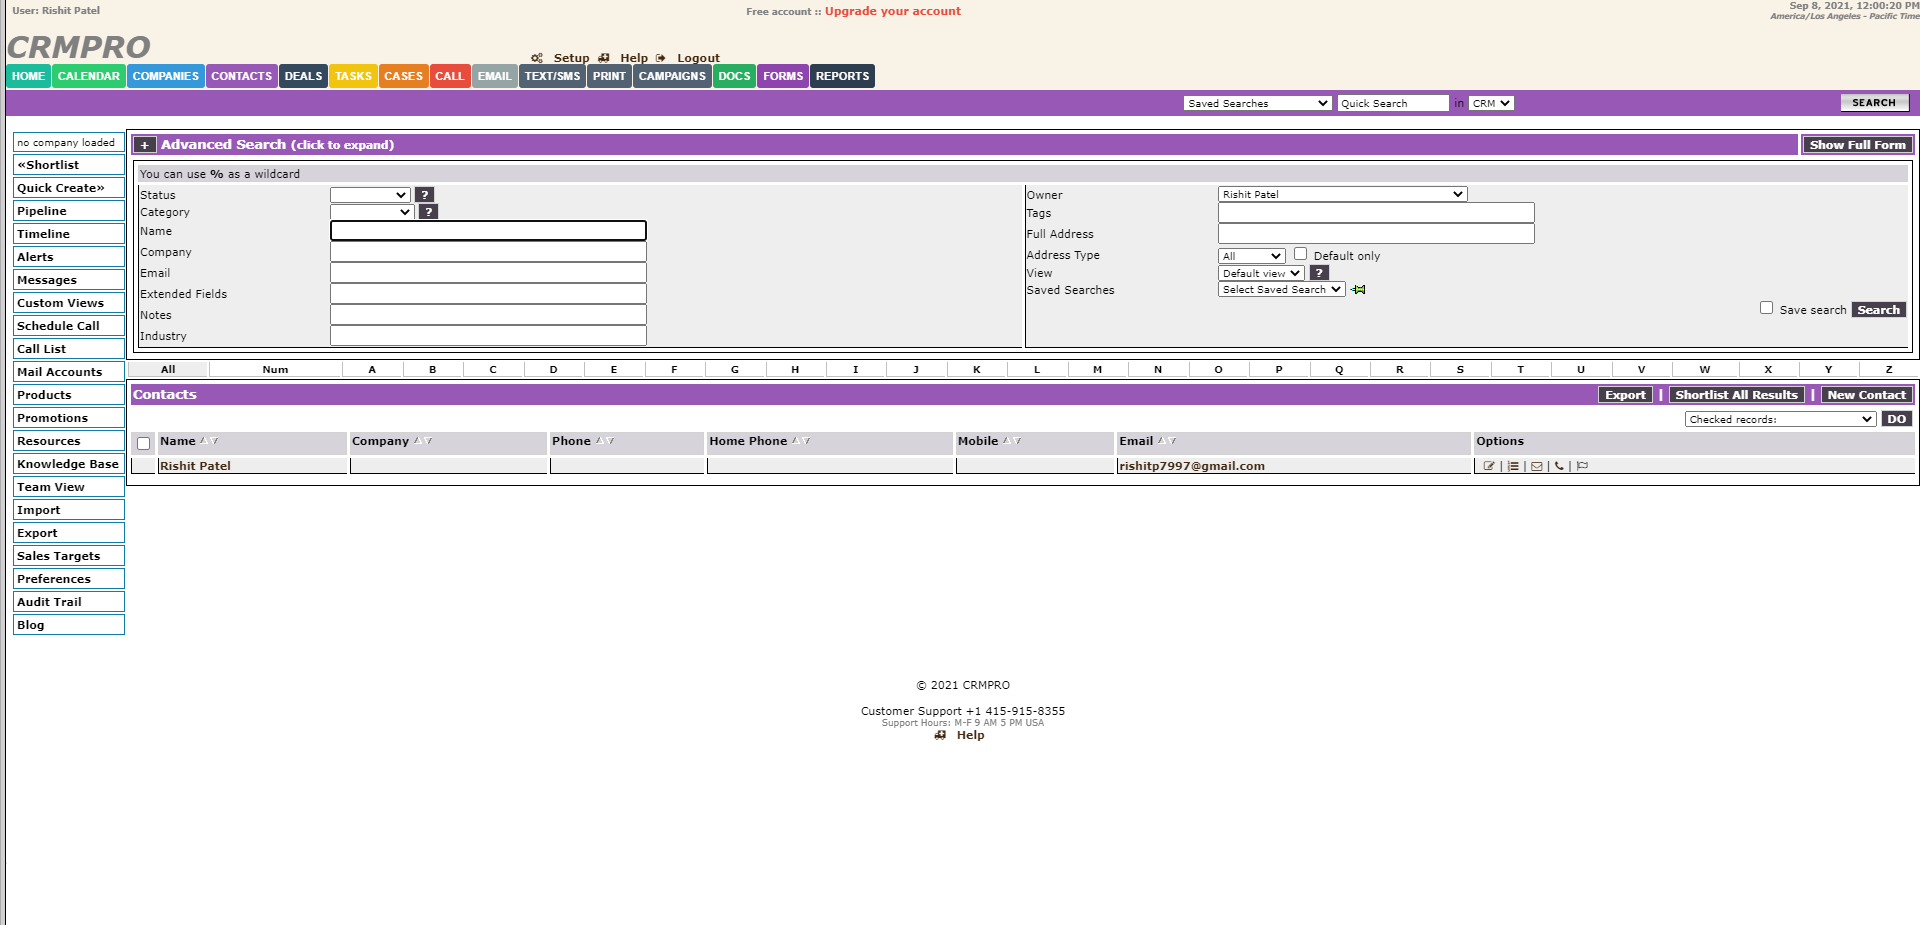 User: Rishit Patel
Free account :: Upgrade your account
Sep 8, 2021, 12:00:20 PM
America/Los Angeles - Pacific Time
CRMPRO
Setup Help Logout
HOME CALENDAR COMPANIES CONTACTS DEALS TASKS CASES CALL EMAIL TEXT/SMS PRINT CAMPAIGNS DOCS FORMS REPORTS
Saved Searches Quick Search in CRM SEARCH
no company loaded
«Shortlist
Quick Create»
Pipeline
Timeline
Alerts
Messages
Custom Views
Schedule Call
Call List
Mail Accounts
Products
Promotions
Resources
Knowledge Base
Team View
Import
Export
Sales Targets
Preferences
Audit Trail
Blog
+ Advanced Search (click to expand) Show Full Form
You can use % as a wildcard
Status ?
Category ?
Name
Company
Email
Extended Fields
Notes
Industry
Owner Rishit Patel
Tags
Full Address
Address Type All Default only
View Default view ?
Saved Searches Select Saved Search
Save search Search
All Num A B C D E F G H I J K L M N O P Q R S T U V W X Y Z
Contacts Export | Shortlist All Results | New Contact
Checked records: DO
Name Company Phone Home Phone Mobile Email Options
Rishit Patel rishitp7997@gmail.com | | | |
© 2021 CRMPRO
Customer Support +1 415-915-8355
Support Hours: M-F 9 AM 5 PM USA
Help